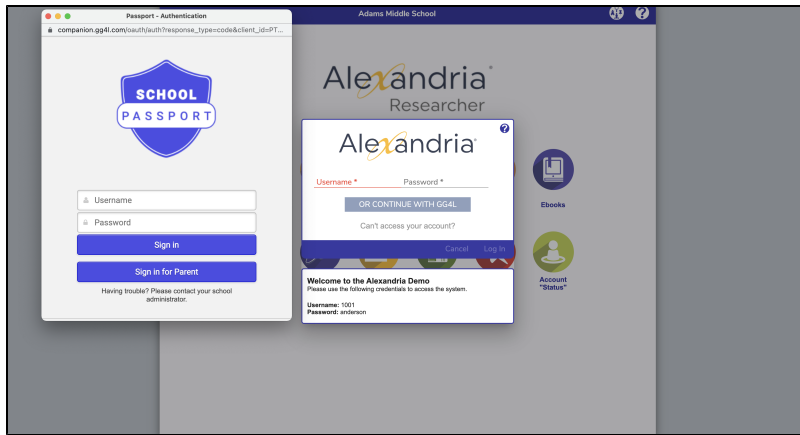 Passport - Authentication
companion.gg4l.com/oauth/auth?response_type=code&client_id=PT...
SCHOOL
PASSPORT
Username
Password
Sign in
Sign in for Parent
Having trouble? Please contact your school
administrator.
Adams Middle School
Alexandria
Researcher
Alexandria
Username * Password *
OR CONTINUE WITH GG4L
Can't access your account?
Cancel Log In
Welcome to the Alexandria Demo
Please use the following credentials to access the system.
Username: 1001
Password: anderson
Ebooks
Account
"Status"